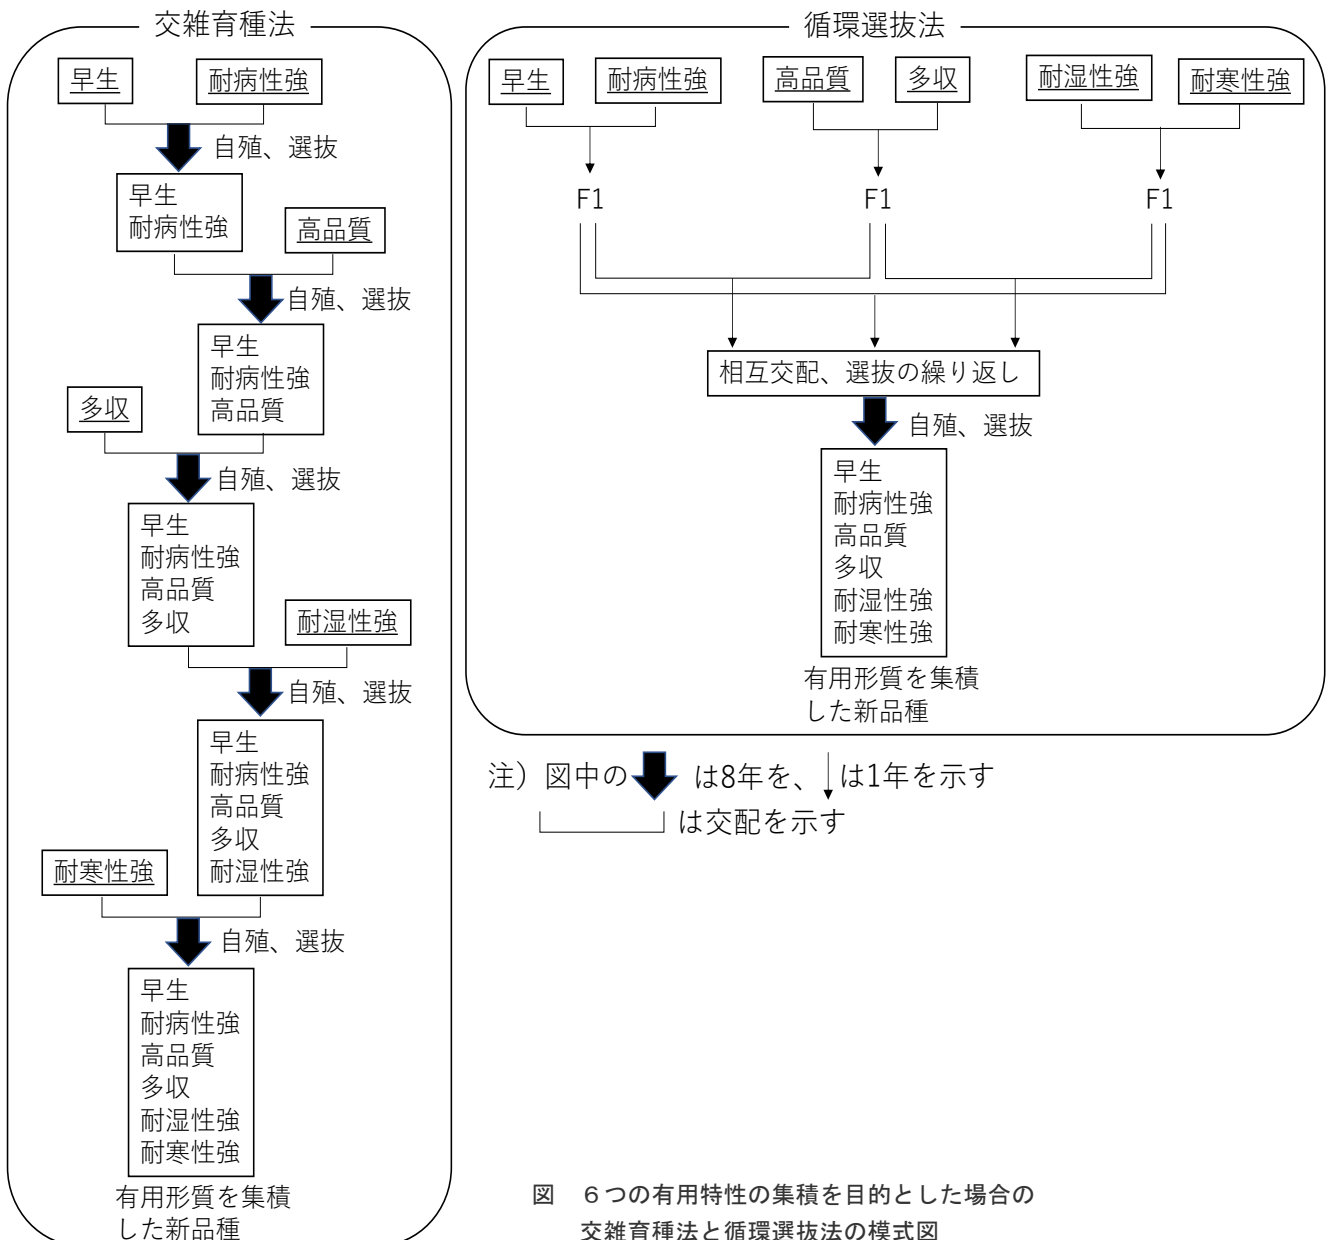 交雑育種法
早生
耐病性強
自殖、選抜
早生
耐病性強
高品質
自殖、選抜
早生
耐病性強
高品質
多収
自殖、選抜
早生
耐病性強
高品質
多収
耐湿性強
自殖、選抜
早生
耐病性強
高品質
多収
耐湿性強
耐寒性強
自殖、選抜
早生
耐病性強
高品質
多収
耐湿性強
耐寒性強
有用形質を集積
した新品種
循環選抜法
早生
耐病性強
高品質
多収
耐湿性強
耐寒性強
F1
F1
F1
相互交配、選抜の繰り返し
自殖、選抜
早生
耐病性強
高品質
多収
耐湿性強
耐寒性強
有用形質を集積
した新品種
注）図中の は8年を、 は1年を示す
は交配を示す
図　６つの有用特性の集積を目的とした場合の
交雑育種法と循環選抜法の模式図